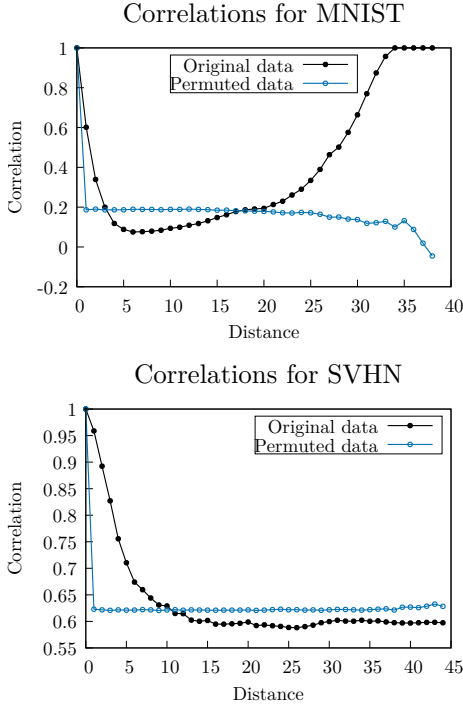 Correlations for MNIST
1
0.8
0.6
0.4
0.2
0
-0.2
Correlation
Original data
Permuted data
0 5 10 15 20 25 30 35 40
Distance
Correlations for SVHN
1
0.95
0.9
0.85
0.8
0.75
0.7
0.65
0.6
0.55
Correlation
Original data
Permuted data
0 5 10 15 20 25 30 35 40 45
Distance